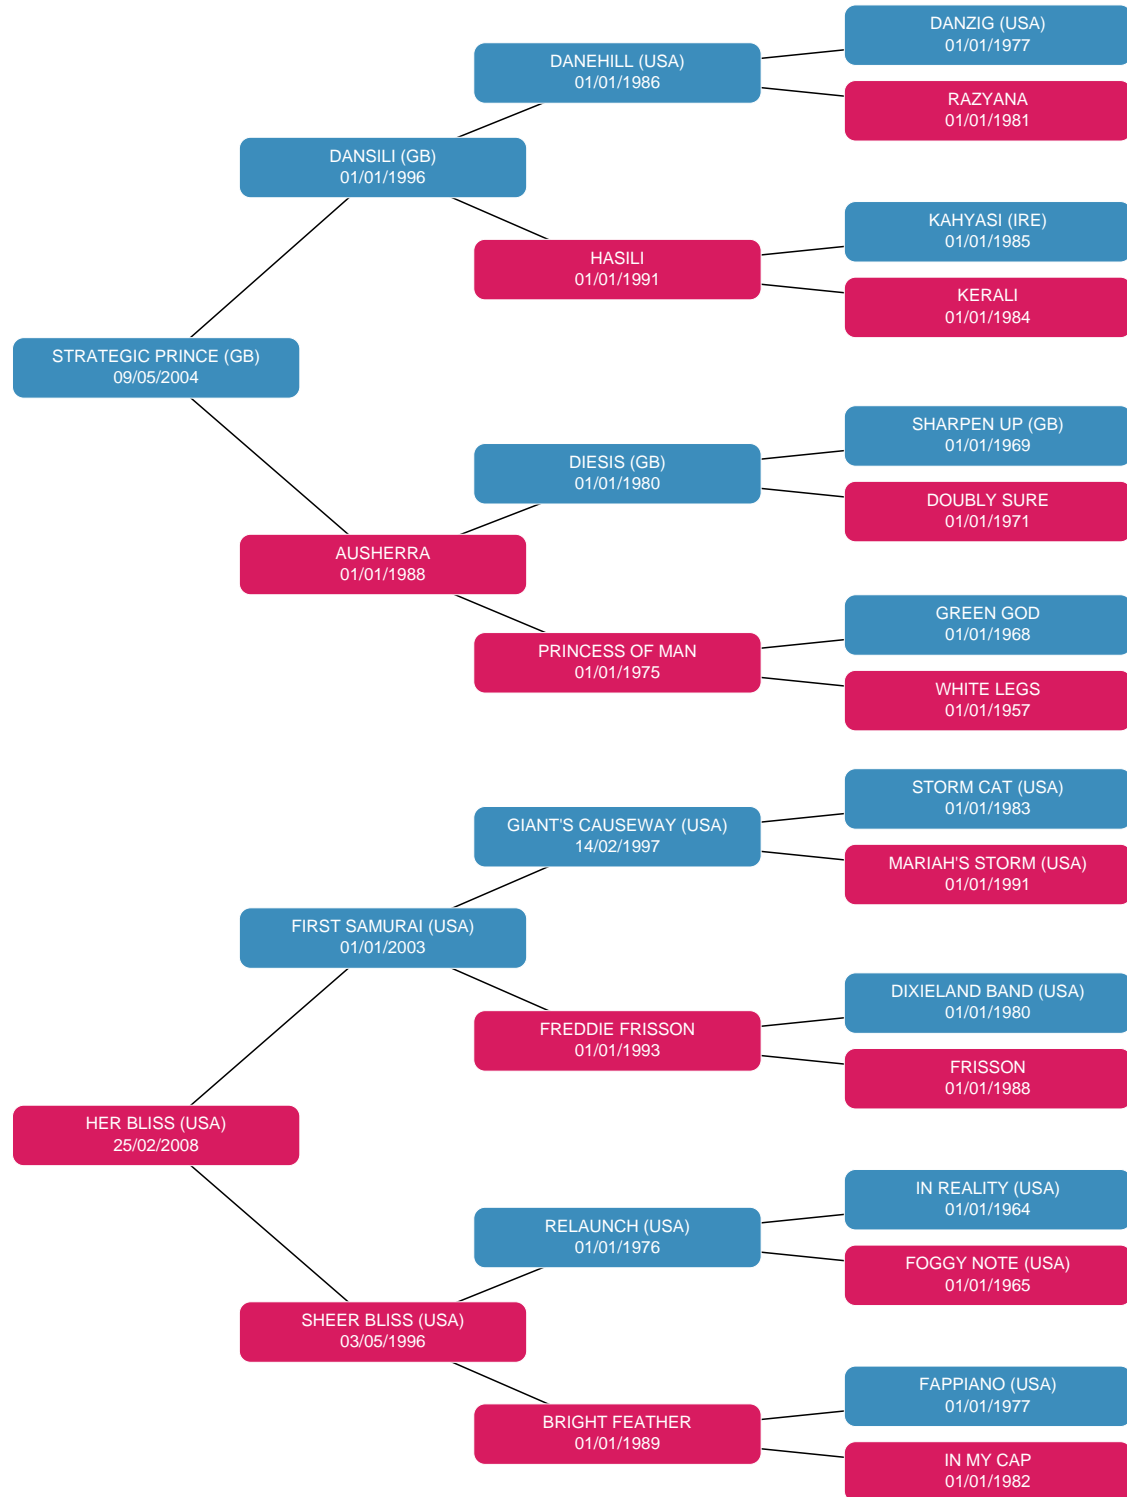 DANZIG (USA)
01/01/1977
DANEHILL (USA)
01/01/1986
RAZYANA
01/01/1981
DANSILI (GB)
01/01/1996
KAHYASI (IRE)
01/01/1985
HASILI
01/01/1991
KERALI
01/01/1984
STRATEGIC PRINCE (GB)
09/05/2004
SHARPEN UP (GB)
01/01/1969
DIESIS (GB)
01/01/1980
DOUBLY SURE
01/01/1971
AUSHERRA
01/01/1988
GREEN GOD
01/01/1968
PRINCESS OF MAN
01/01/1975
WHITE LEGS
01/01/1957
STORM CAT (USA)
01/01/1983
GIANT'S CAUSEWAY (USA)
14/02/1997
MARIAH'S STORM (USA)
01/01/1991
FIRST SAMURAI (USA)
01/01/2003
DIXIELAND BAND (USA)
01/01/1980
FREDDIE FRISSON
01/01/1993
FRISSON
01/01/1988
HER BLISS (USA)
25/02/2008
IN REALITY (USA)
01/01/1964
RELAUNCH (USA)
01/01/1976
FOGGY NOTE (USA)
01/01/1965
SHEER BLISS (USA)
03/05/1996
FAPPIANO (USA)
01/01/1977
BRIGHT FEATHER
01/01/1989
IN MY CAP
01/01/1982